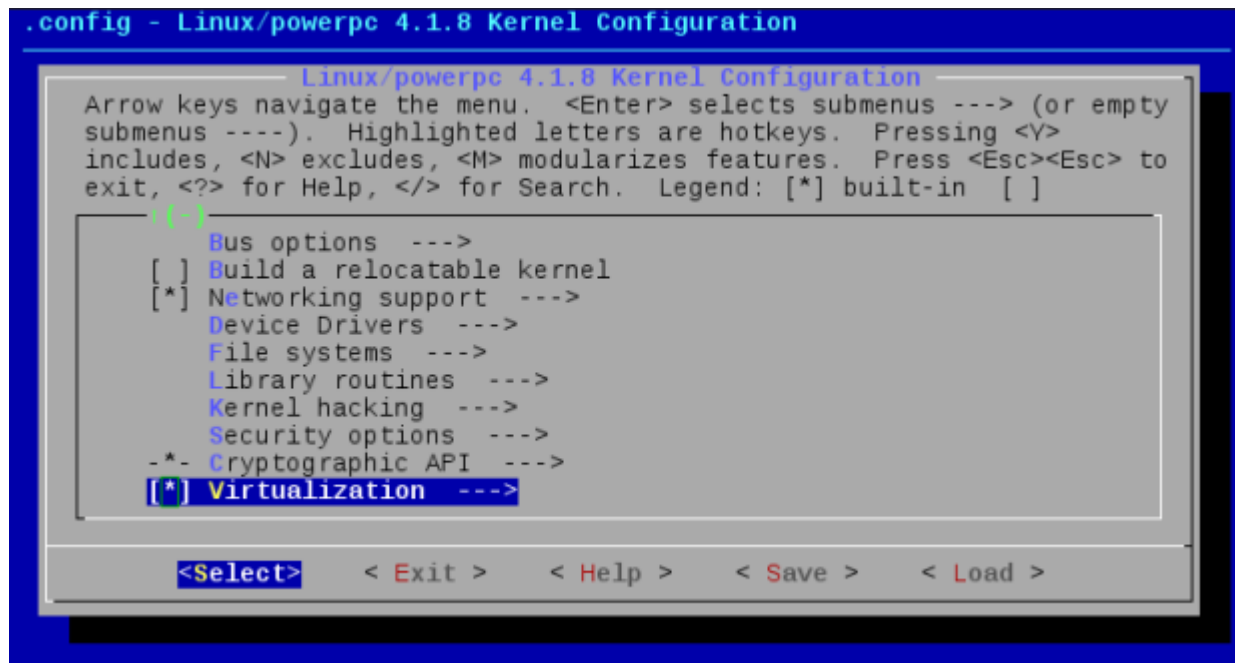 .config - Linux/powerpc 4.1.8 Kernel Configuration
Linux/powerpc 4.1.8 Kernel Configuration
Arrow keys navigate the menu.  <Enter> selects submenus ---> (or empty
submenus ----).  Highlighted letters are hotkeys.  Pressing <Y>
includes, <N> excludes, <M> modularizes features.  Press <Esc><Esc> to
exit, <?> for Help, </> for Search.  Legend: [*] built-in  [ ]
(-)
Bus options  --->
[ ] Build a relocatable kernel
[*] Networking support  --->
Device Drivers  --->
File systems  --->
Library routines  --->
Kernel hacking  --->
Security options  --->
-*- Cryptographic API  --->
[*] Virtualization  --->
<Select>    < Exit >    < Help >    < Save >    < Load >